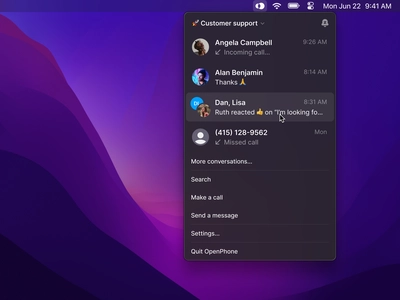 Mon Jun 22 9:41 AM
🚀 Customer support
Angela Campbell 9:26 AM
Incoming call...
Alan Benjamin 8:14 AM
Thanks 🙏
Dan, Lisa 8:31 AM
Ruth reacted 👍 on "I'm looking fo...
(415) 128-9562 Mon
Missed call
More conversations...
Search
Make a call
Send a message
Settings...
Quit OpenPhone